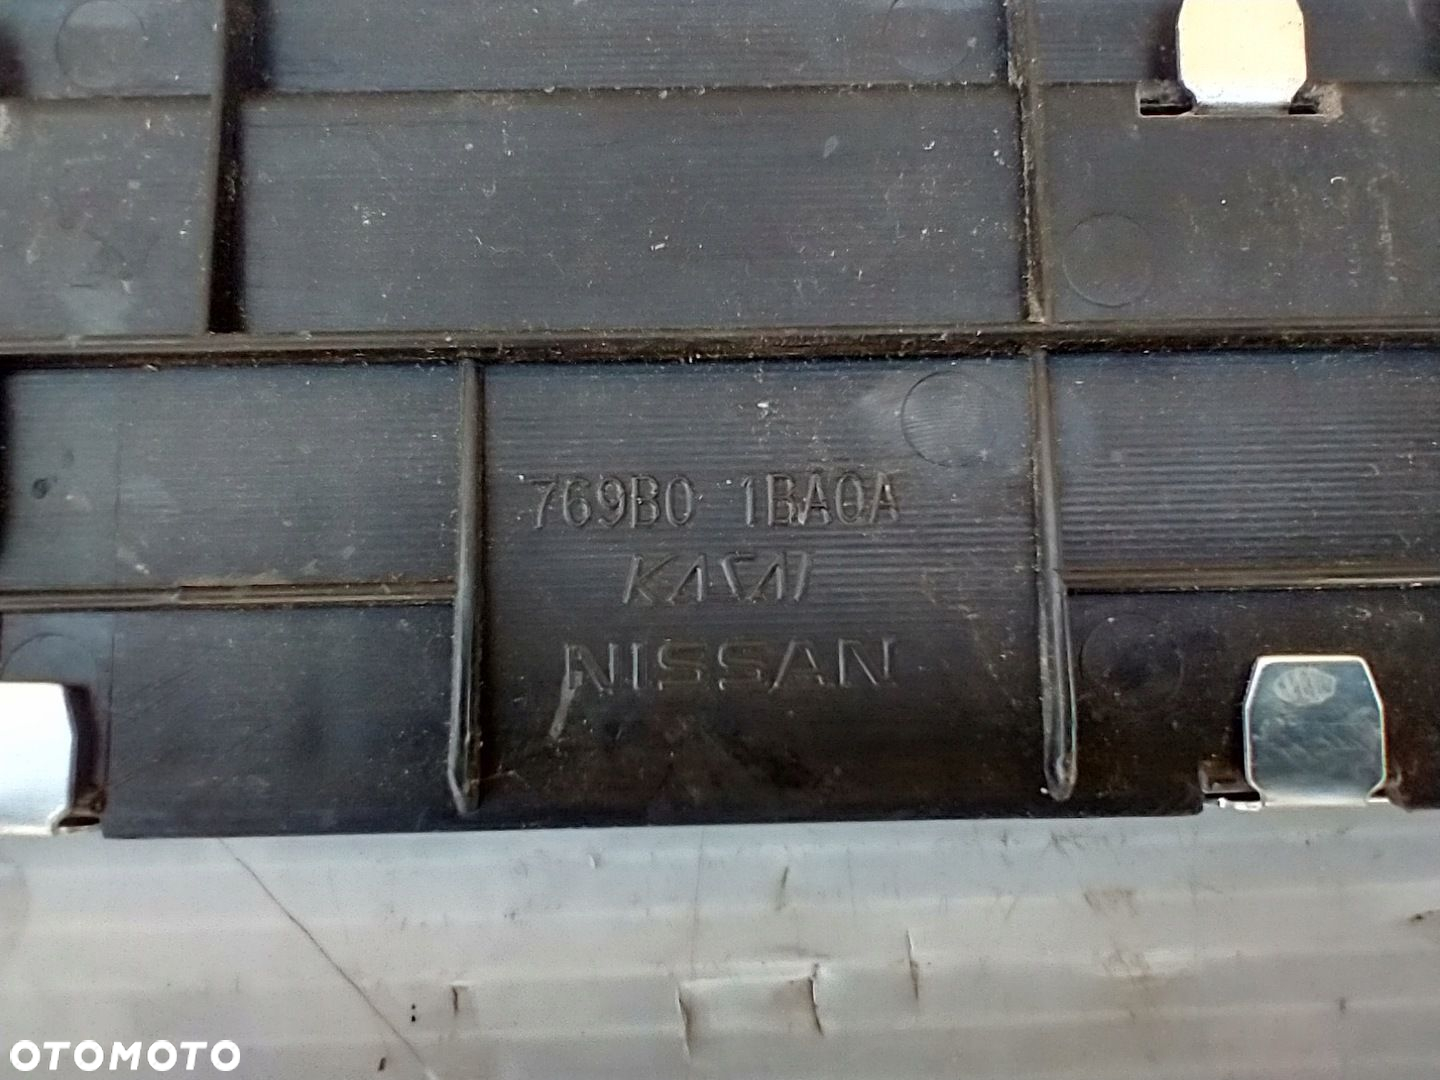 769B0 1BA0A
KASAI
NISSAN
OTOMOTO